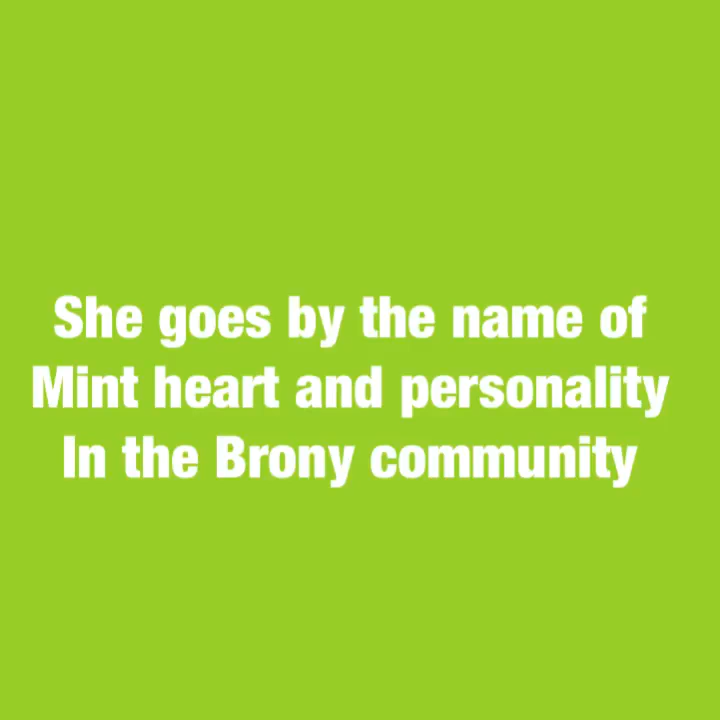 She goes by the name of
Mint heart and personality
In the Brony community